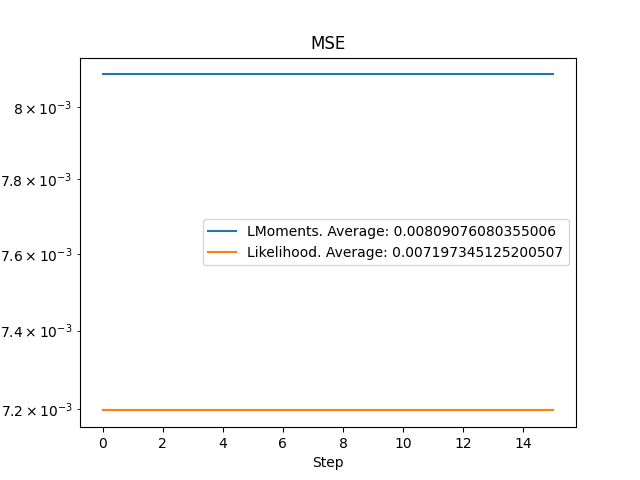 MSE
8 × 10⁻³
7.8 × 10⁻³
7.6 × 10⁻³
7.4 × 10⁻³
7.2 × 10⁻³
LMoments. Average: 0.00809076080355006
Likelihood. Average: 0.007197345125200507
0 2 4 6 8 10 12 14
Step